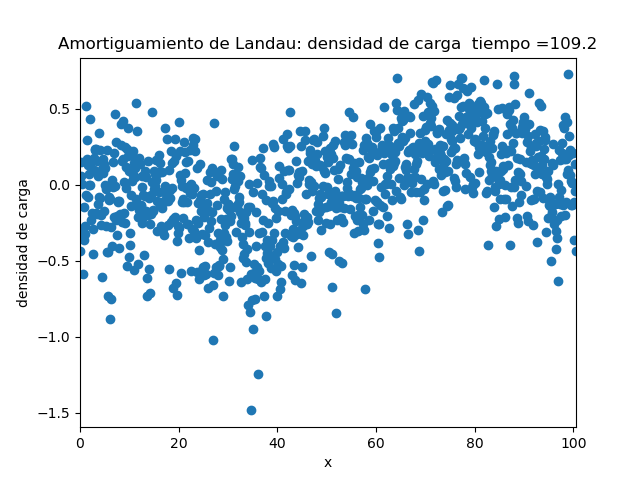 Amortiguamiento de Landau: densidad de carga  tiempo =109.2
0.5
0.0
−0.5
−1.0
−1.5
densidad de carga
0 20 40 60 80 100
x